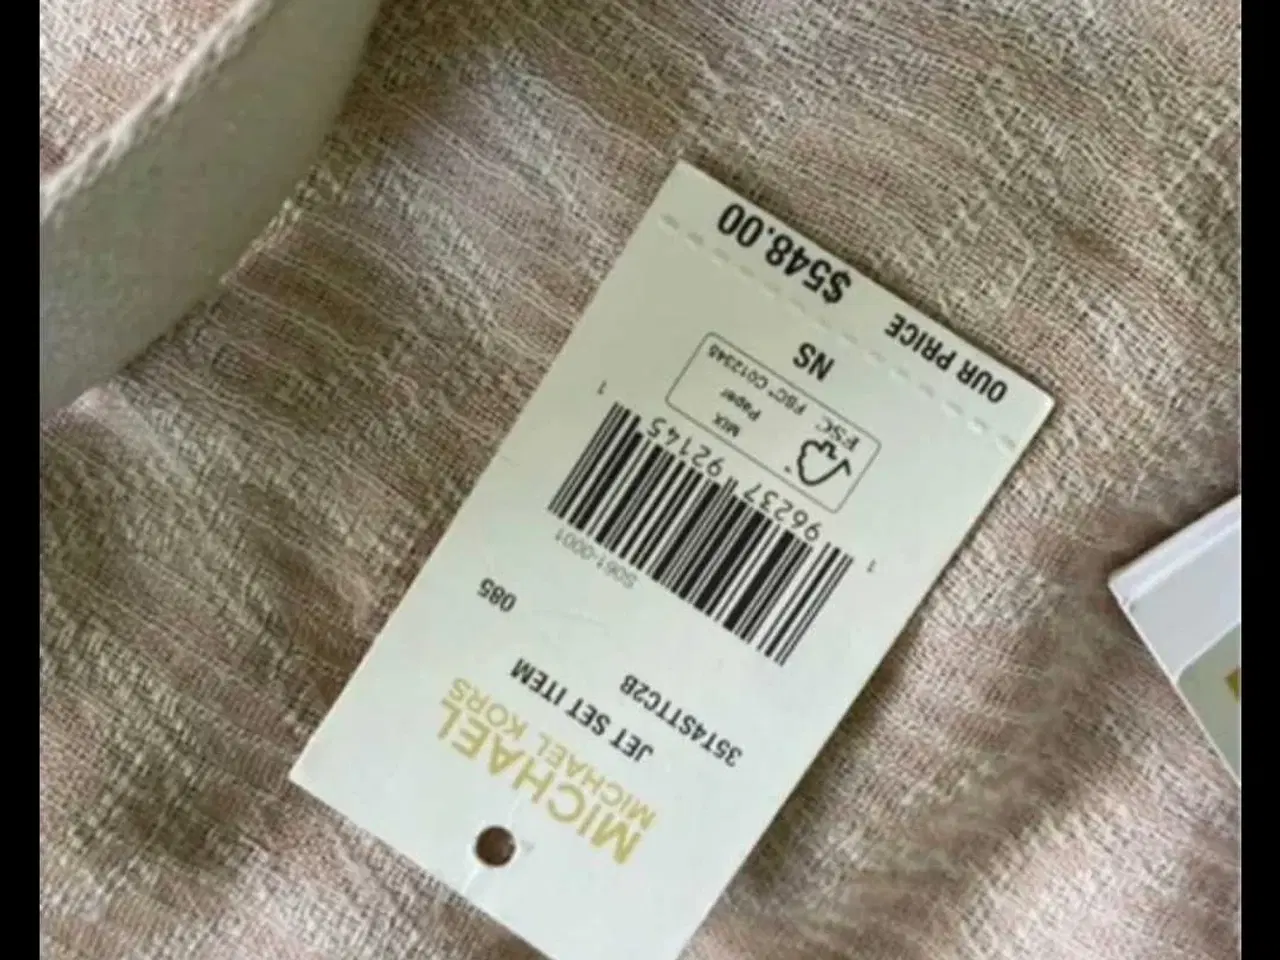 MICHAEL
MICHAEL KORS
JET SET ITEM
35T4STTC2B
085
S061-0001
1 96237 92145 1
FSC
MIX
Paper
FSC™ C012345
NS
OUR PRICE
$548.00